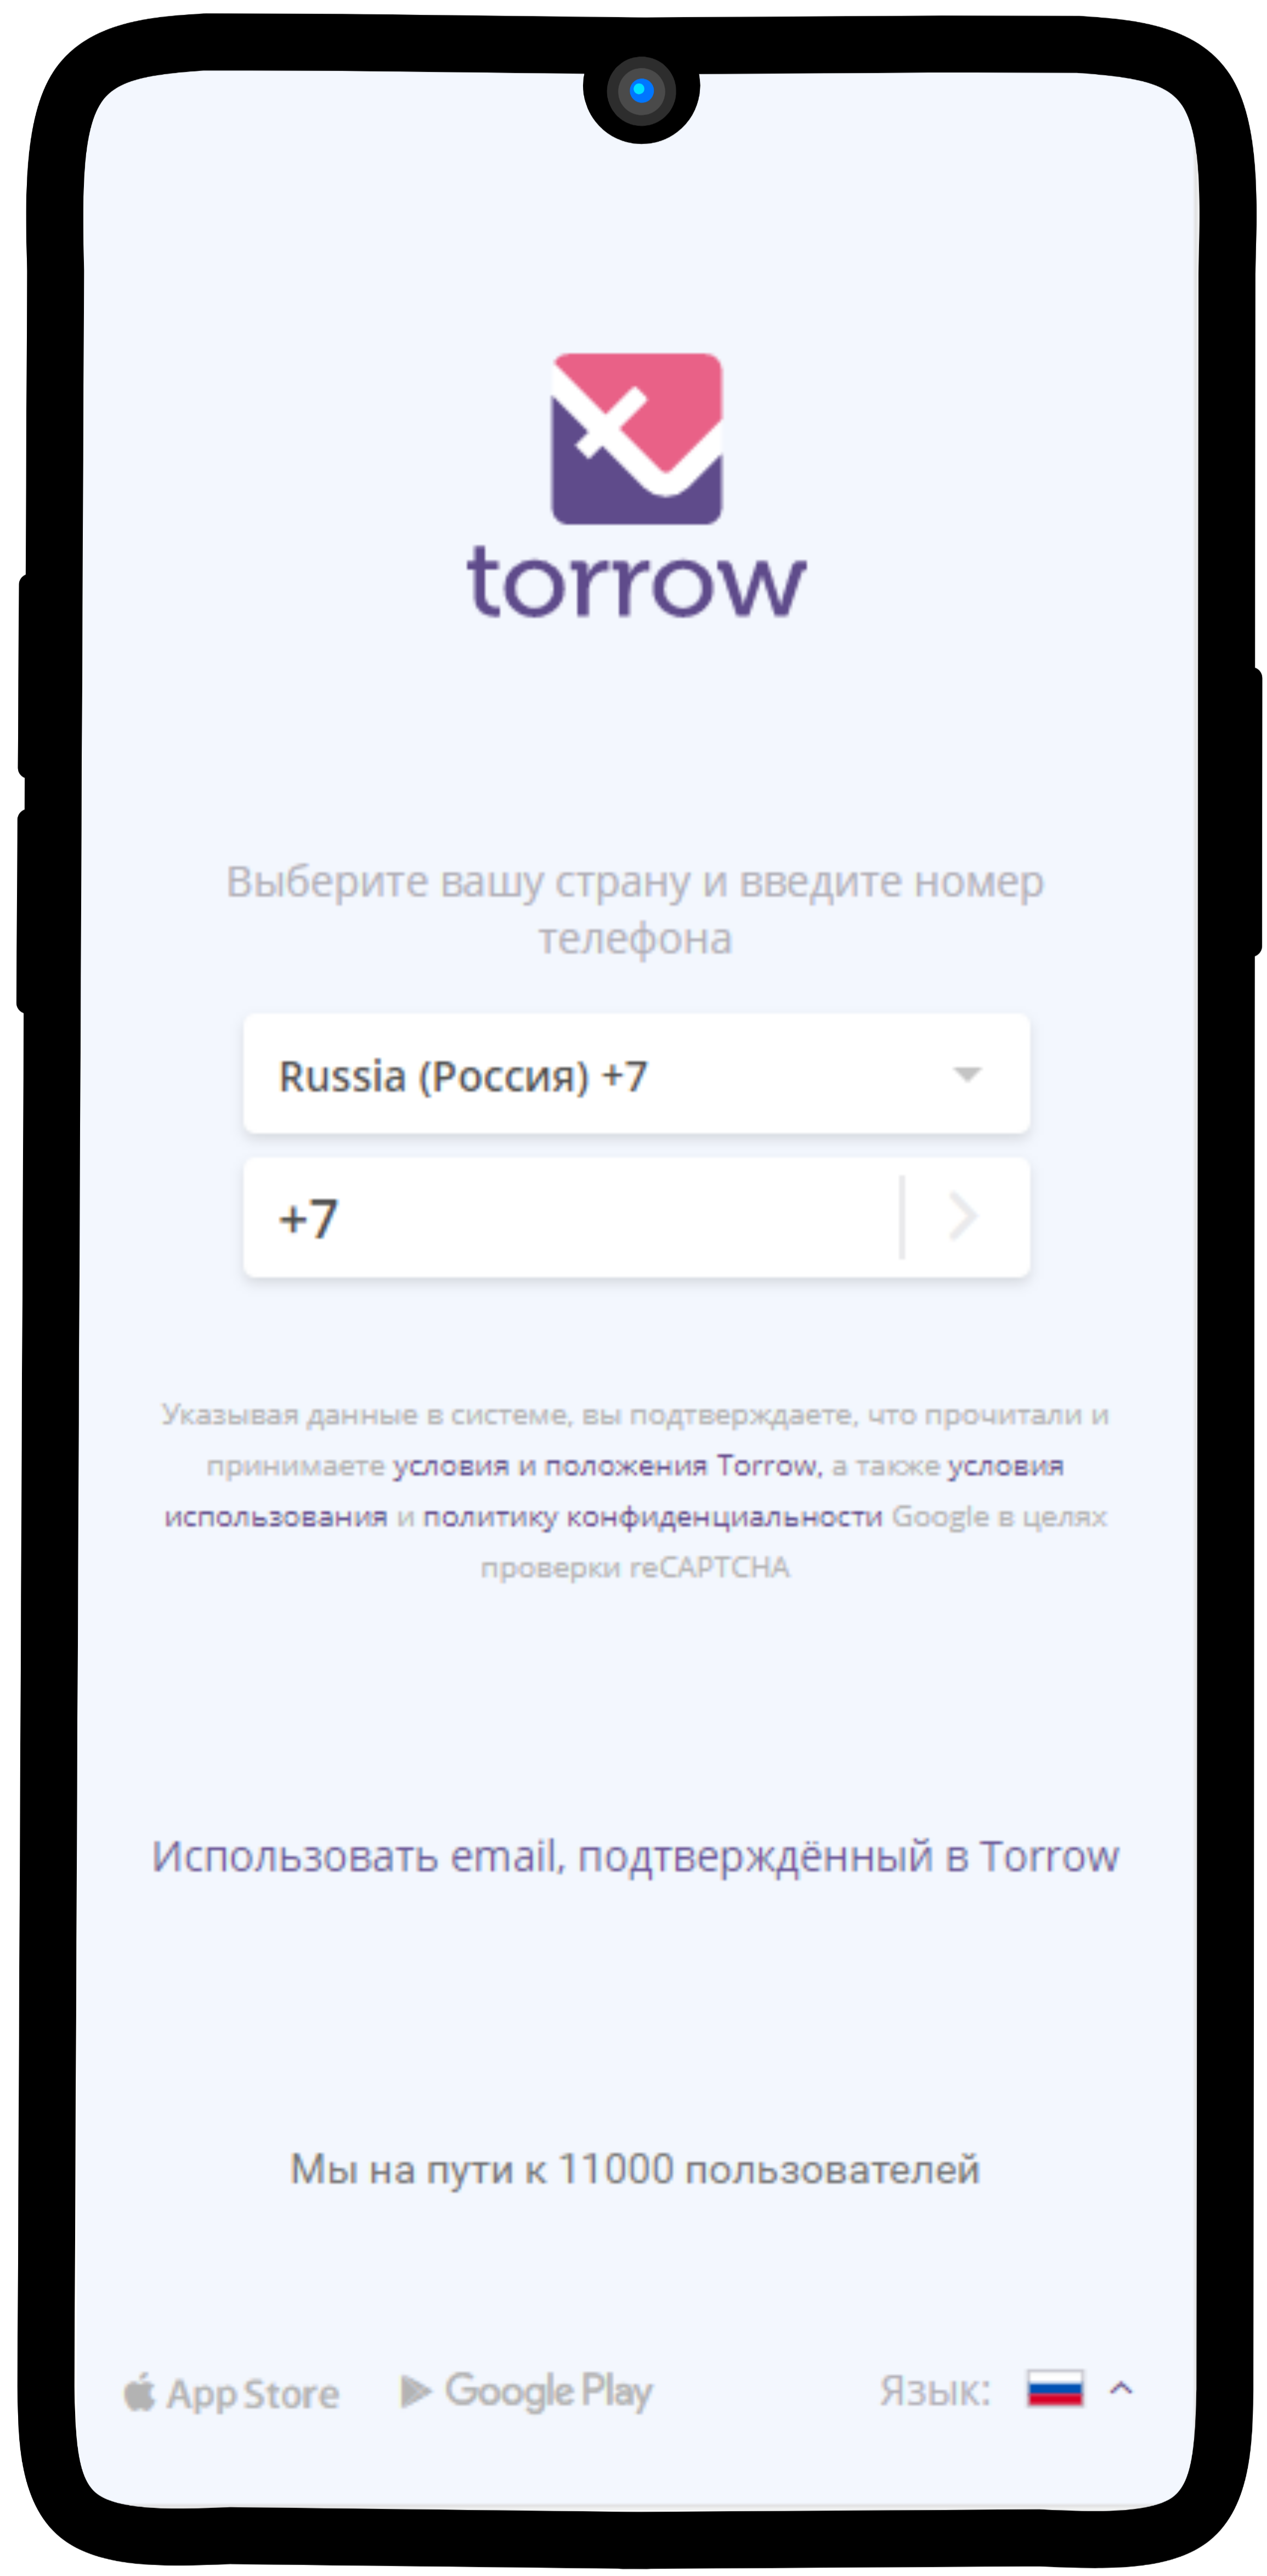 torrow
Выберите вашу страну и введите номер
телефона
Russia (Россия) +7
+7
Указывая данные в системе, вы подтверждаете, что прочитали и
принимаете условия и положения Torrow, а также условия
использования и политику конфиденциальности Google в целях
проверки reCAPTCHA
Использовать email, подтверждённый в Torrow
Мы на пути к 11000 пользователей
App Store Google Play Язык: